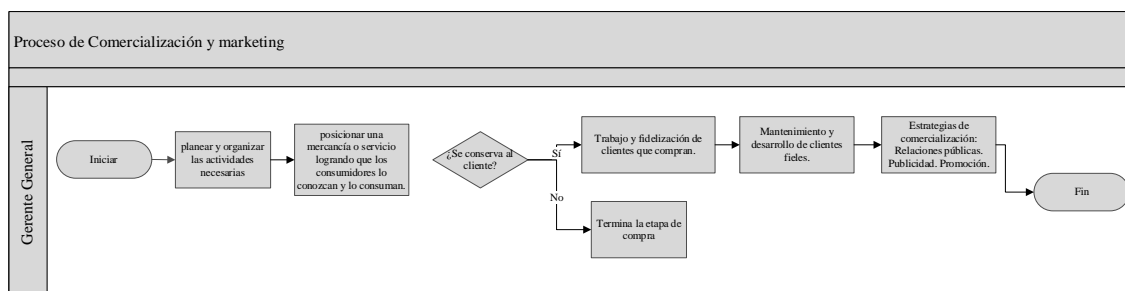 Proceso de Comercialización y marketing
Gerente General
Iniciar
planear y organizar
las actividades
necesarias
posicionar una
mercancía o servicio
logrando que los
consumidores lo
conozcan y lo consuman.
¿Se conserva al
cliente?
Sí
No
Trabajo y fidelización de
clientes que compran.
Termina la etapa de
compra
Mantenimiento y
desarrollo de clientes
fieles.
Estrategias de
comercialización:
Relaciones públicas.
Publicidad. Promoción.
Fin